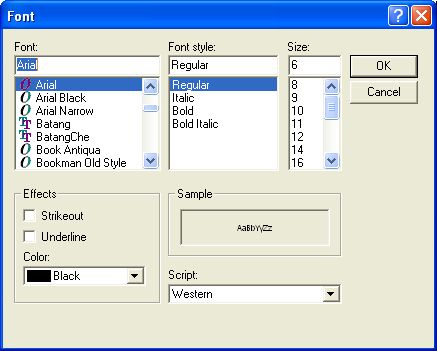 Font
Font:
Font style:
Size:
Arial
Regular
6
OK
Cancel
Arial
Arial Black
Arial Narrow
Batang
BatangChe
Book Antiqua
Bookman Old Style
Regular
Italic
Bold
Bold Italic
8
9
10
11
12
14
16
Effects
Strikeout
Underline
Color:
Black
Sample
AaBbYyZz
Script:
Western